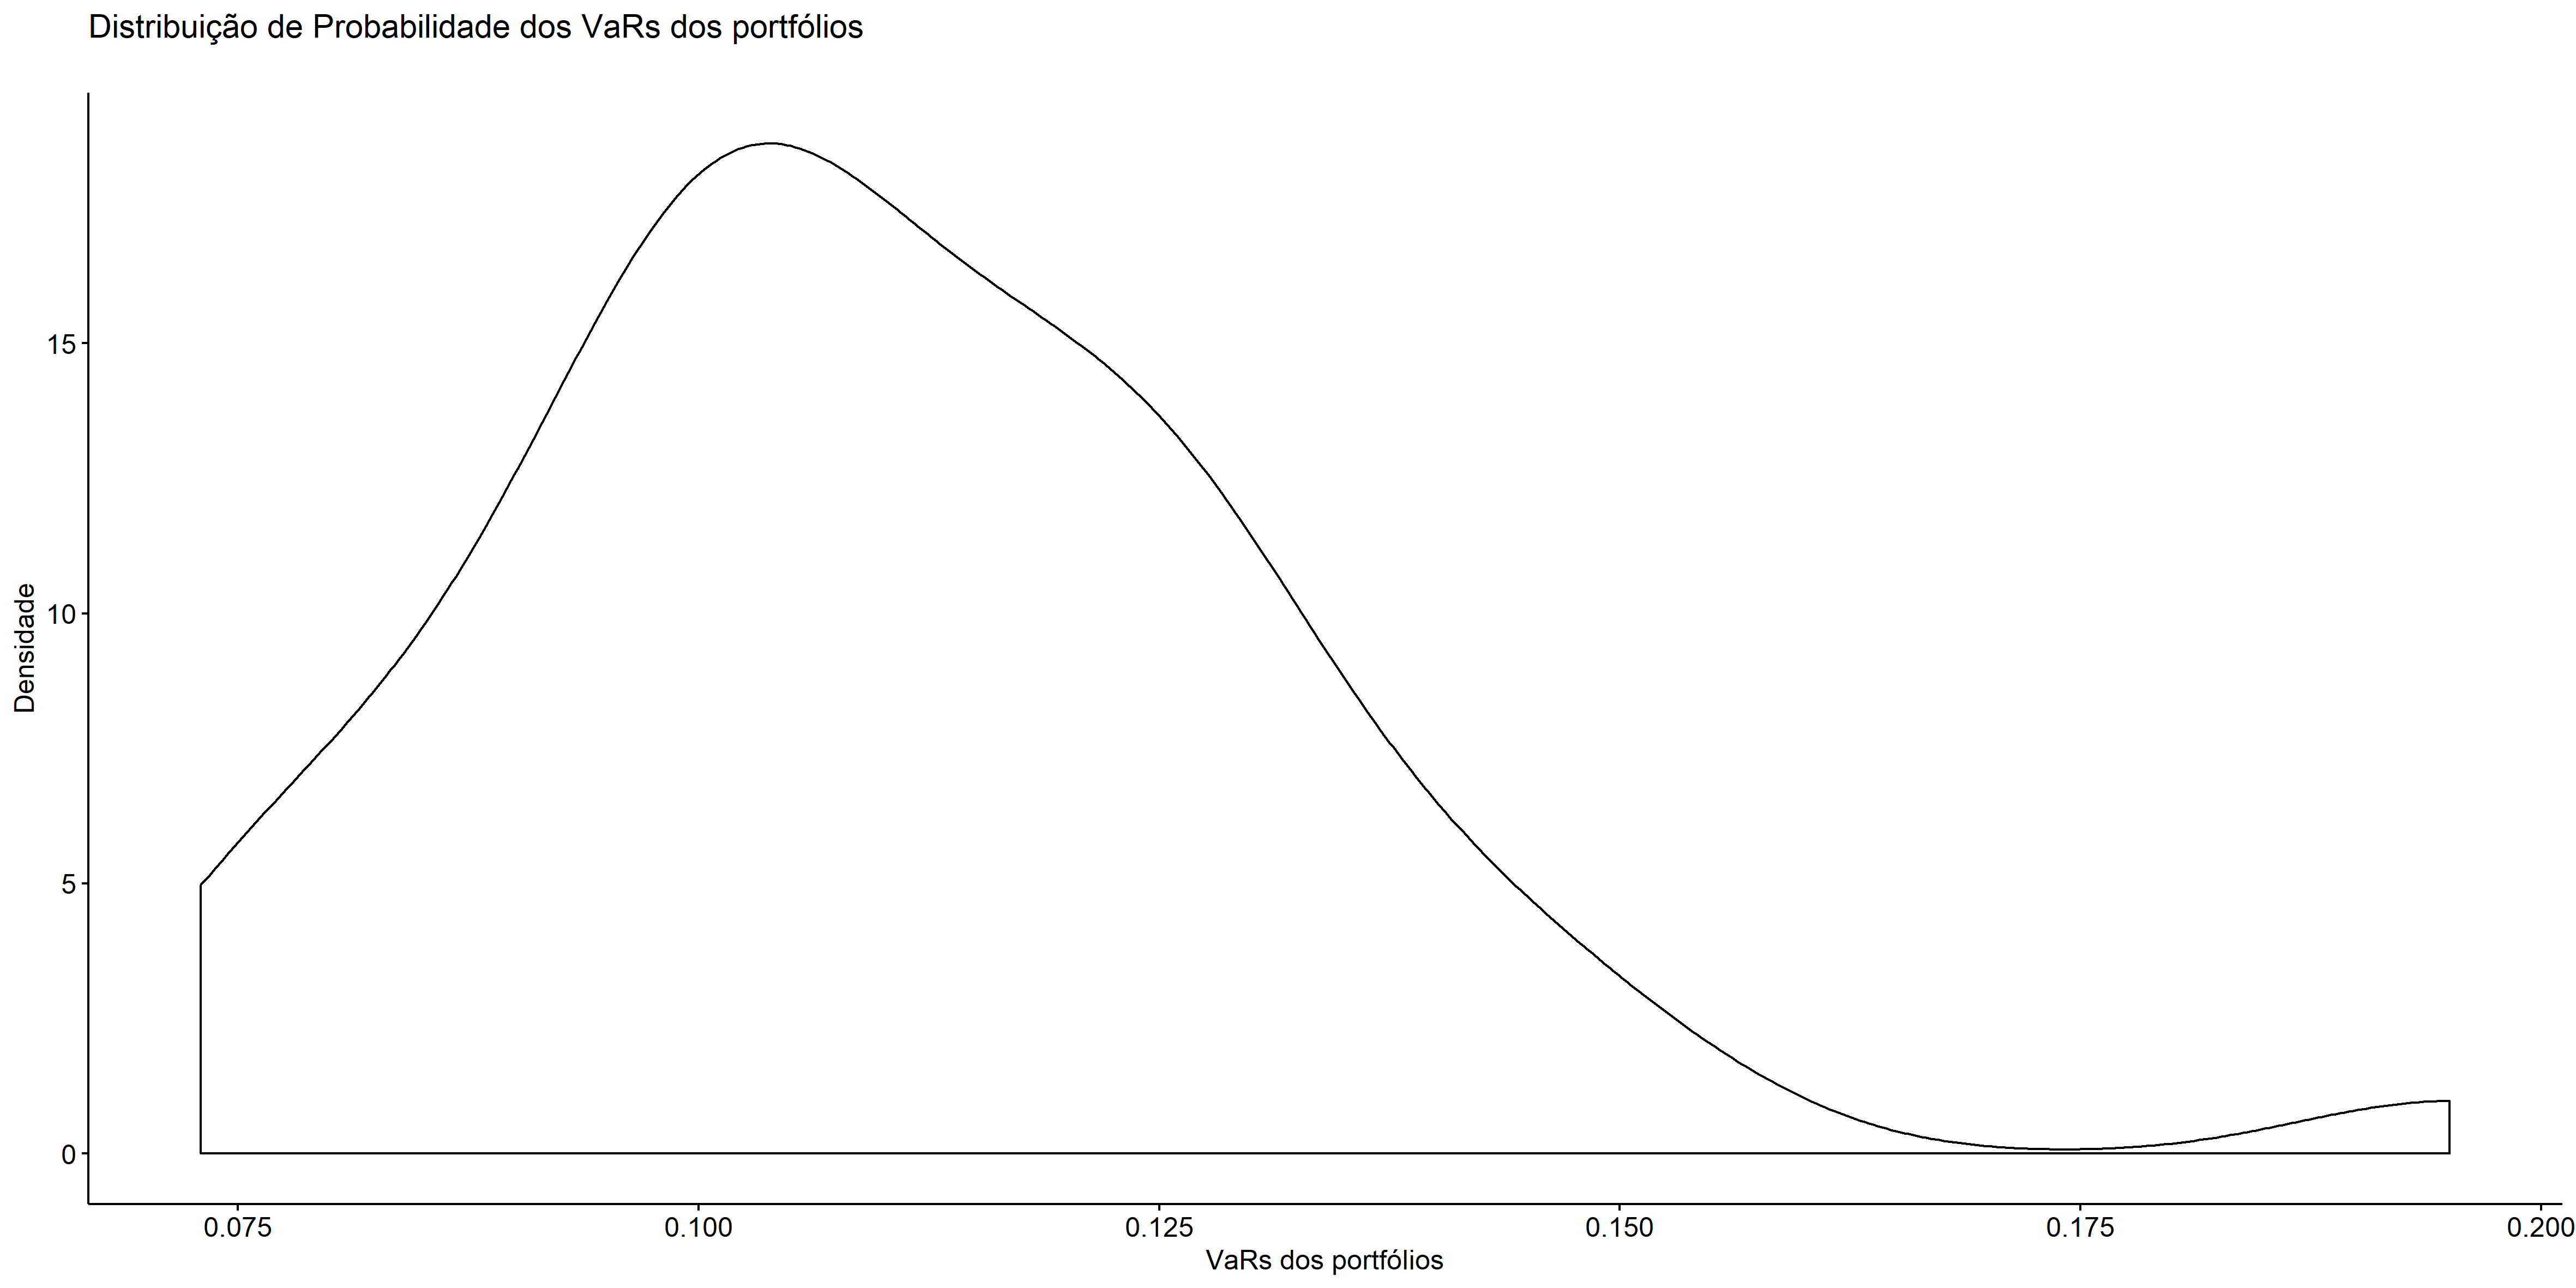 Distribuição de Probabilidade dos VaRs dos portfólios
Densidade
15
10
5
0
0.075 0.100 0.125 0.150 0.175 0.200
VaRs dos portfólios